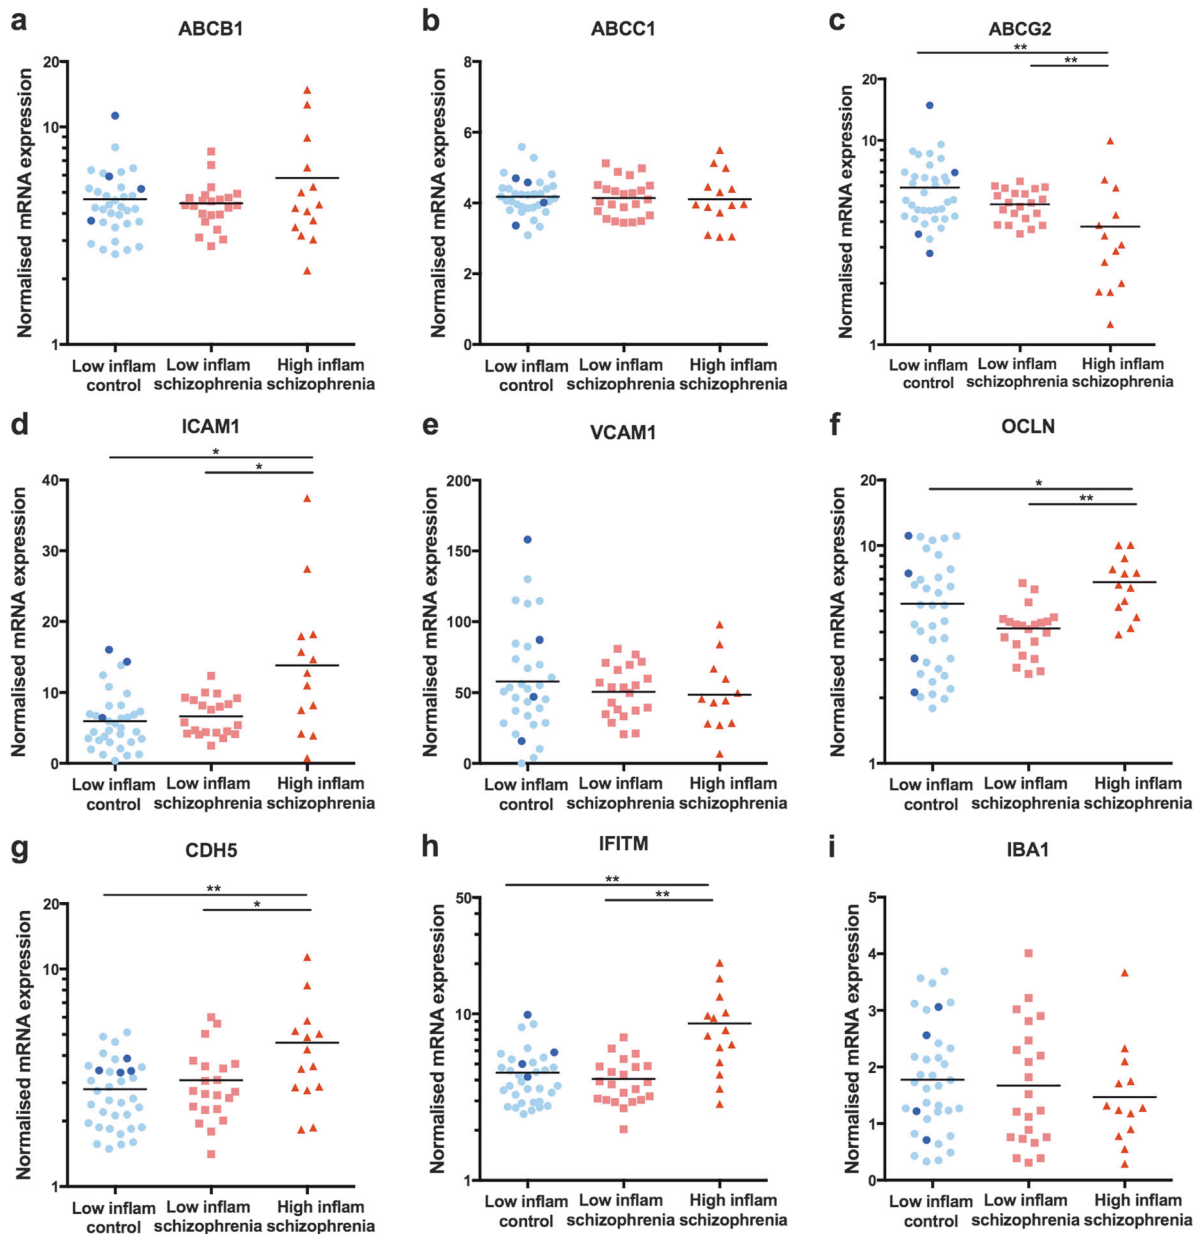 a
ABCB1
Normalised mRNA expression
20
10
1
Low inflam control
Low inflam schizophrenia
High inflam schizophrenia
b
ABCC1
Normalised mRNA expression
8
6
4
2
0
Low inflam control
Low inflam schizophrenia
High inflam schizophrenia
c
ABCG2
**
**
Normalised mRNA expression
20
10
1
Low inflam control
Low inflam schizophrenia
High inflam schizophrenia
d
ICAM1
*
*
Normalised mRNA expression
40
30
20
10
0
Low inflam control
Low inflam schizophrenia
High inflam schizophrenia
e
VCAM1
Normalised mRNA expression
200
150
100
50
0
Low inflam control
Low inflam schizophrenia
High inflam schizophrenia
f
OCLN
*
**
Normalised mRNA expression
20
10
1
Low inflam control
Low inflam schizophrenia
High inflam schizophrenia
g
CDH5
**
*
Normalised mRNA expression
20
10
1
Low inflam control
Low inflam schizophrenia
High inflam schizophrenia
h
IFITM
**
**
Normalised mRNA expression
50
10
1
Low inflam control
Low inflam schizophrenia
High inflam schizophrenia
i
IBA1
Normalised mRNA expression
5
4
3
2
1
0
Low inflam control
Low inflam schizophrenia
High inflam schizophrenia